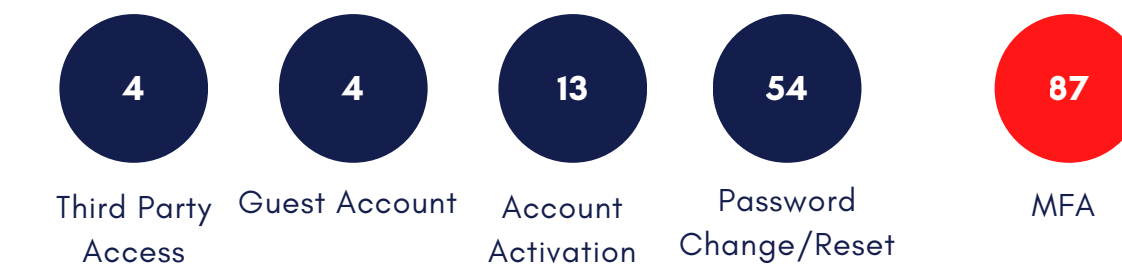 4
4
13
54
87
Third Party
Access
Guest Account
Account
Activation
Password
Change/Reset
MFA